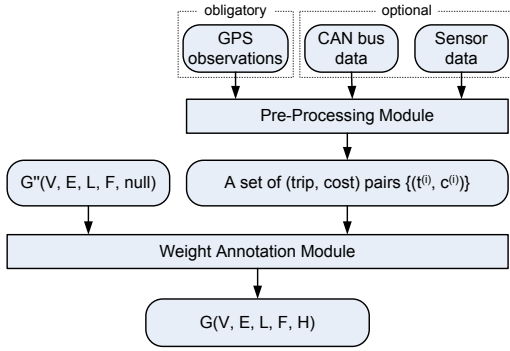 obligatory
optional
GPS
observations
CAN bus
data
Sensor
data
Pre-Processing Module
G"(V, E, L, F, null)
A set of (trip, cost) pairs {(t⁽ⁱ⁾, c⁽ⁱ⁾)}
Weight Annotation Module
G(V, E, L, F, H)